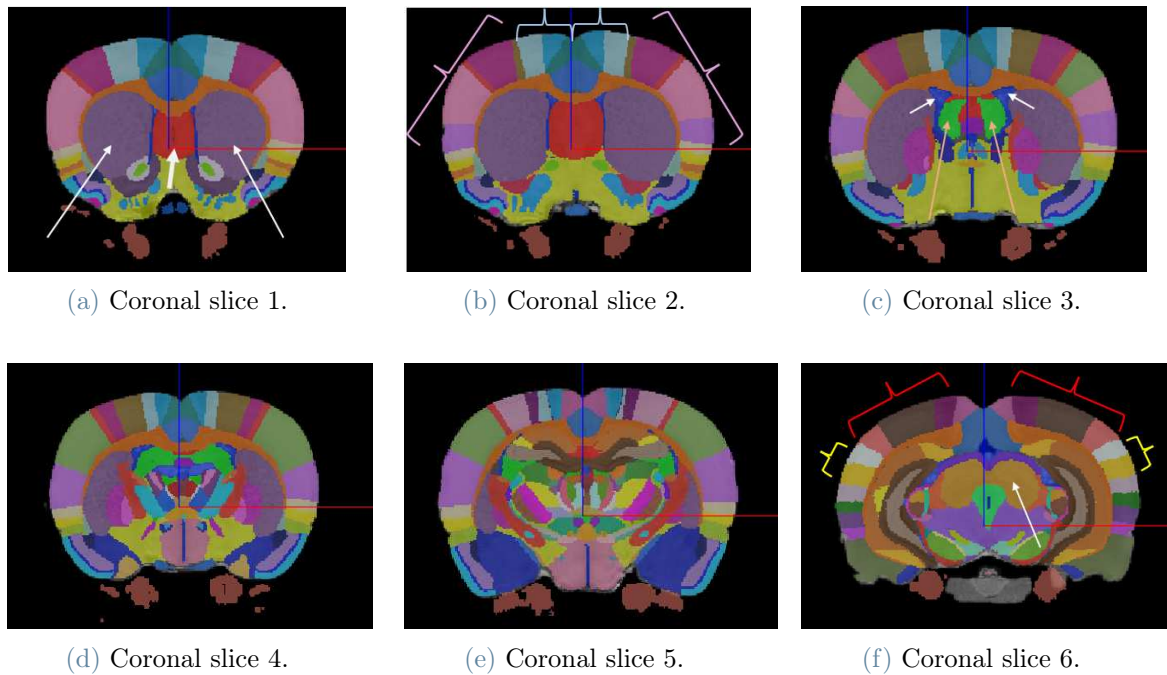 (a) Coronal slice 1.
(b) Coronal slice 2.
(c) Coronal slice 3.
(d) Coronal slice 4.
(e) Coronal slice 5.
(f) Coronal slice 6.